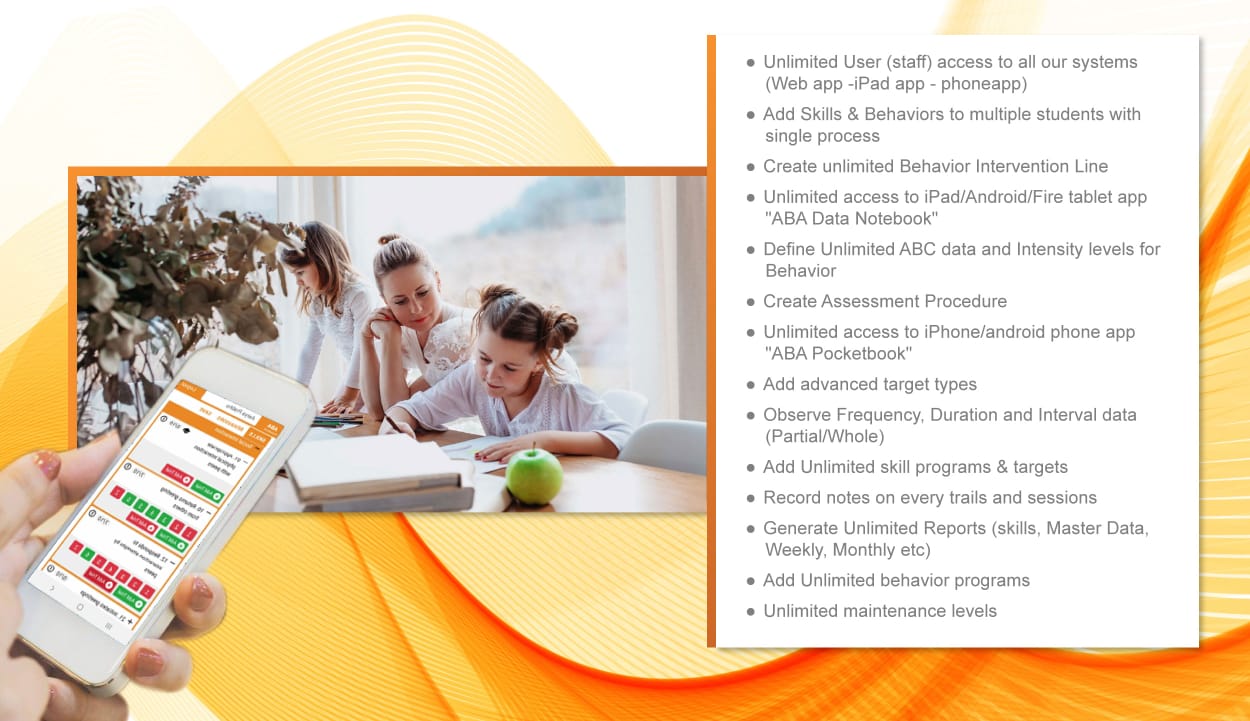 ● Unlimited User (staff) access to all our systems
(Web app -iPad app - phoneapp)
● Add Skills & Behaviors to multiple students with
single process
● Create unlimited Behavior Intervention Line
● Unlimited access to iPad/Android/Fire tablet app
"ABA Data Notebook"
● Define Unlimited ABC data and Intensity levels for
Behavior
● Create Assessment Procedure
● Unlimited access to iPhone/android phone app
"ABA Pocketbook"
● Add advanced target types
● Observe Frequency, Duration and Interval data
(Partial/Whole)
● Add Unlimited skill programs & targets
● Record notes on every trails and sessions
● Generate Unlimited Reports (skills, Master Data,
Weekly, Monthly etc)
● Add Unlimited behavior programs
● Unlimited maintenance levels
ABA